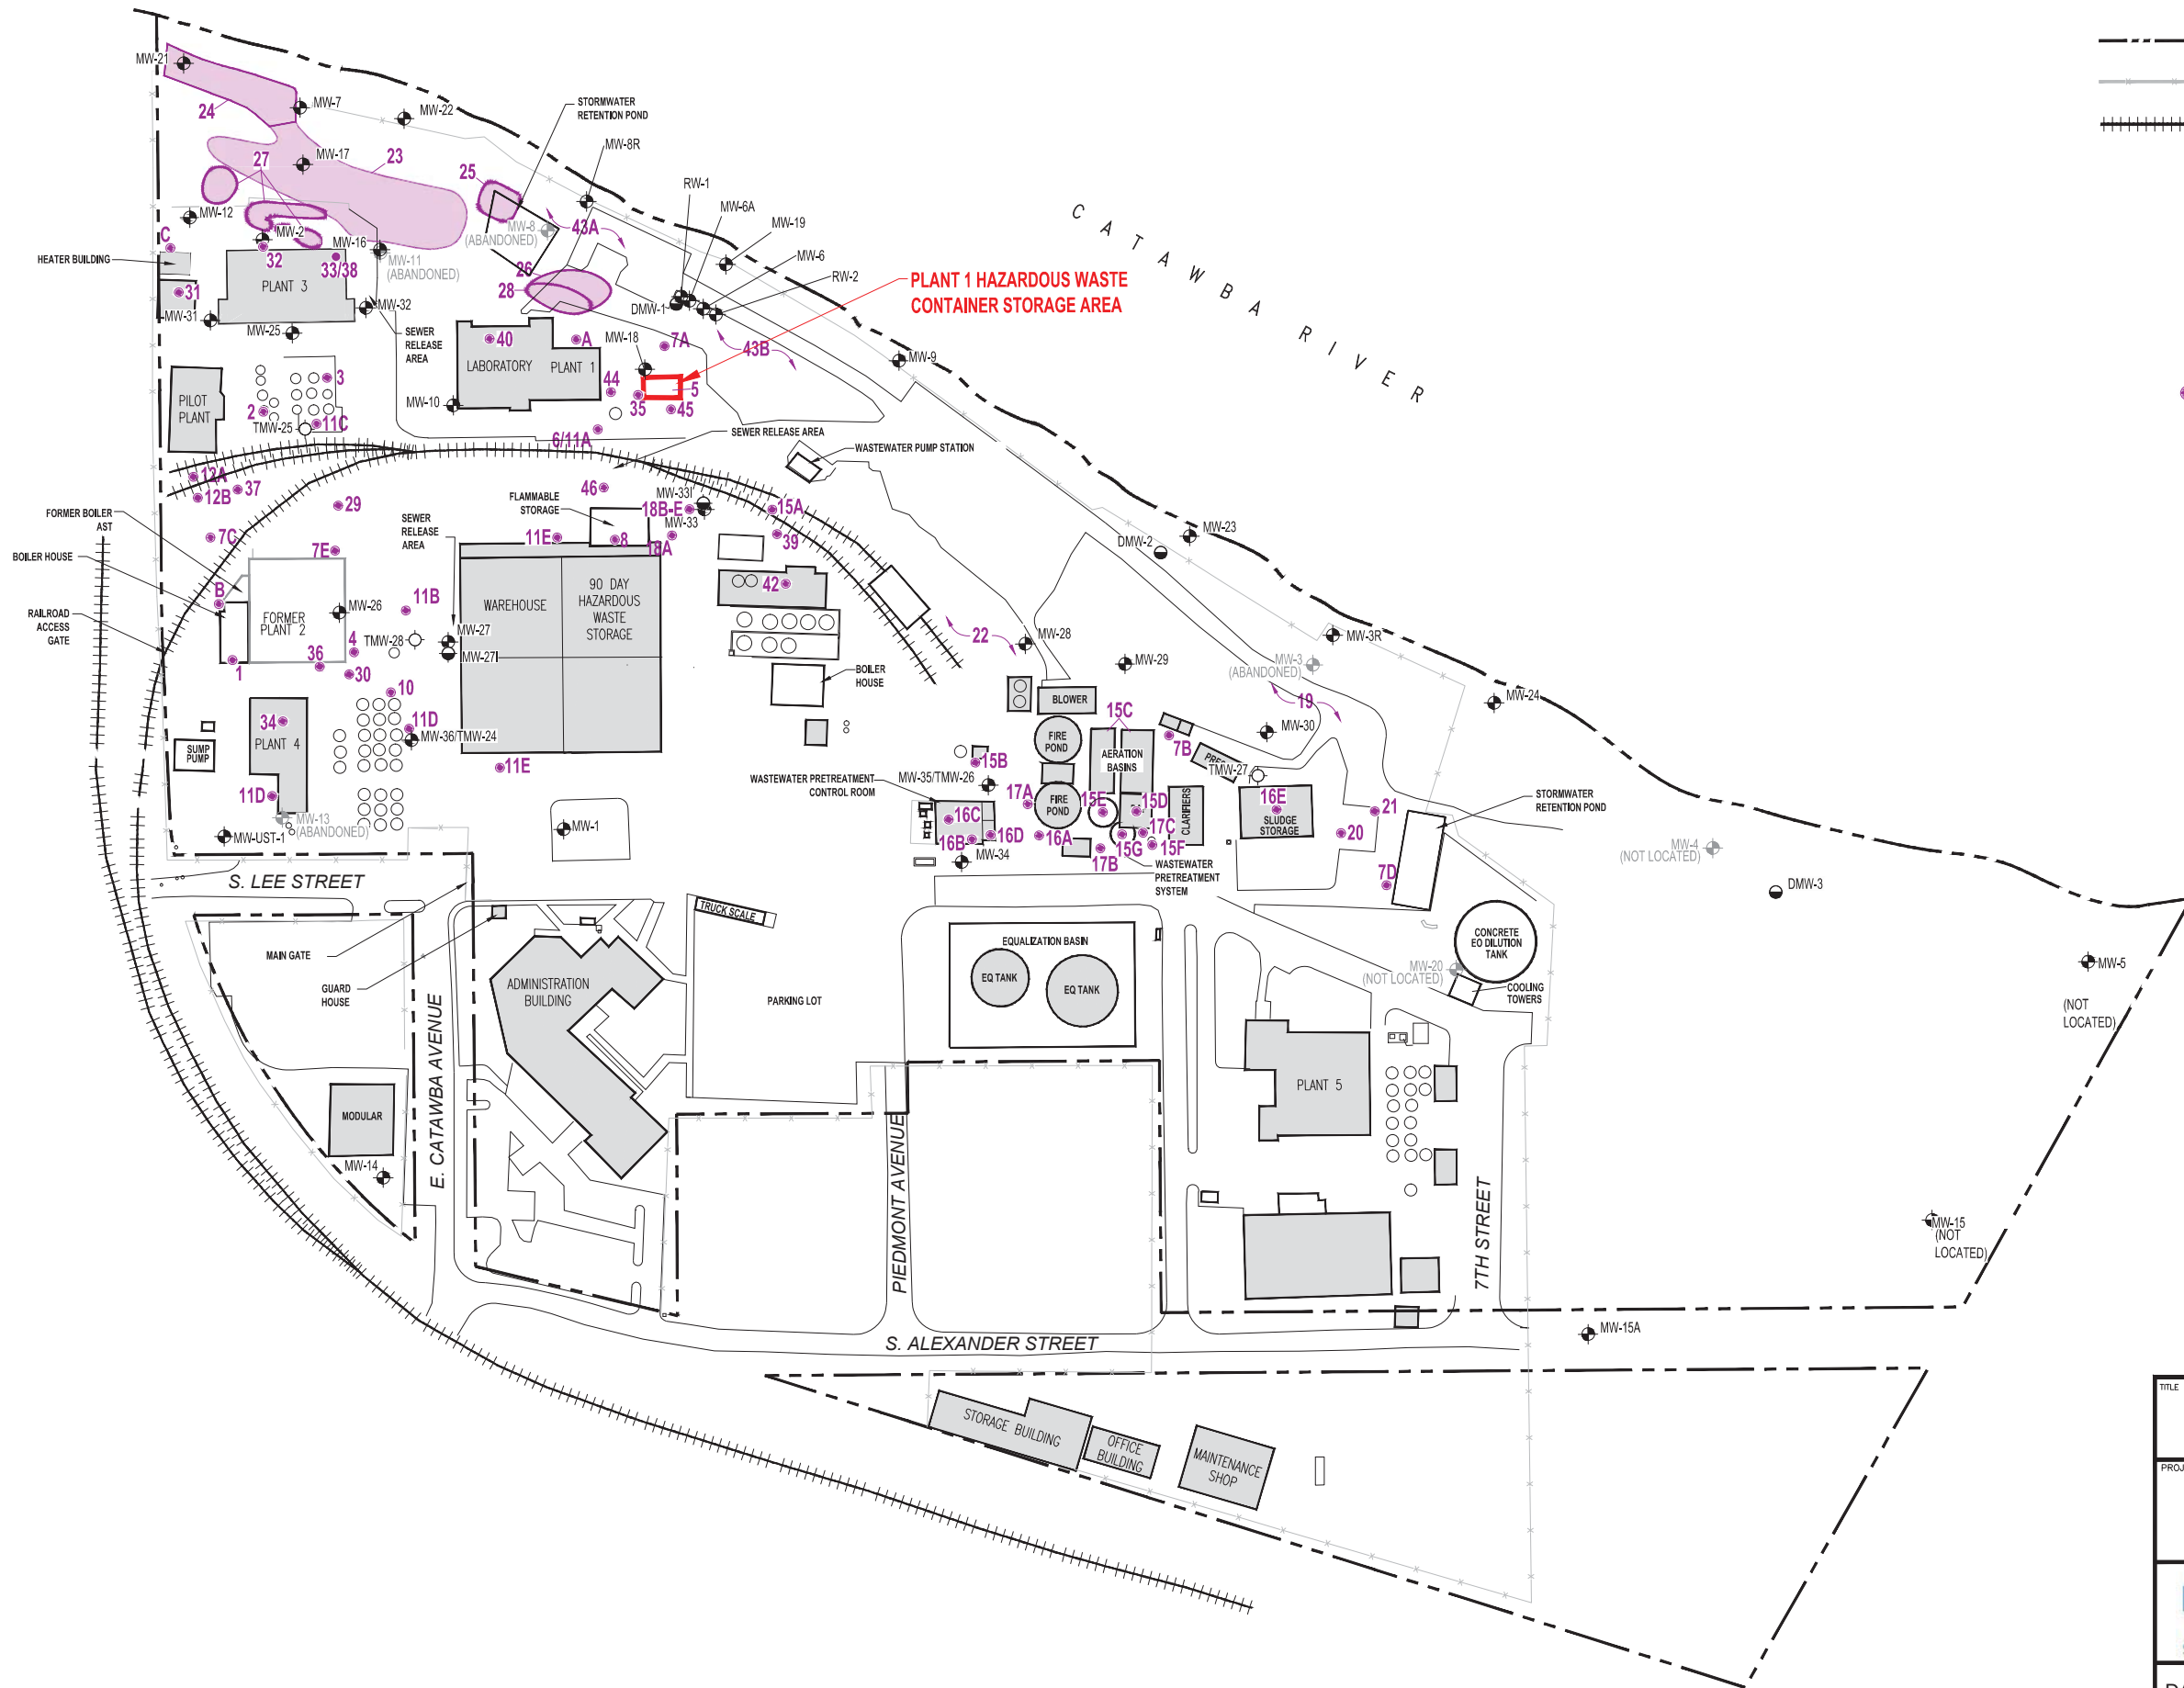 MW-21
24
MW-7
MW-22
STORMWATER
RETENTION POND
MW-17
23
27
25
MW-8R
RW-1
MW-6A
MW-19
MW-6
RW-2
MW-12
MW-2
MW-16
MW-11
(ABANDONED)
MW-8
(ABANDONED)
43A
C
HEATER BUILDING
32
33/38
26
28
CATAWBA RIVER
PLANT 1 HAZARDOUS WASTE
CONTAINER STORAGE AREA
31
PLANT 3
MW-31
MW-25
MW-32
SEWER
RELEASE
AREA
DMW-1
40
A
7A
43B
MW-18
MW-9
LABORATORY
PLANT 1
44
5
35
45
PILOT
PLANT
3
2
TMW-25
11C
MW-10
6/11A
SEWER RELEASE AREA
WASTEWATER PUMP STATION
12A
12B
37
29
46
FLAMMABLE
STORAGE
MW-33I
18B-E
MW-33
15A
FORMER BOILER
AST
7C
SEWER
RELEASE
AREA
11E
8
18A
39
MW-23
DMW-2
BOILER HOUSE
7E
B
RAILROAD
ACCESS
GATE
FORMER
PLANT 2
MW-26
11B
WAREHOUSE
90 DAY
HAZARDOUS
WASTE
STORAGE
42
TMW-28
MW-27
MW-27I
4
36
30
1
22
MW-28
MW-29
MW-3R
MW-3
(ABANDONED)
19
MW-24
BOILER
HOUSE
10
34
11D
MW-36/TMW-24
PLANT 4
SUMP
PUMP
11D
MW-13
(ABANDONED)
MW-UST-1
11E
BLOWER
FIRE
POND
15C
AERATION
BASINS
7B
MW-30
TMW-27
15B
MW-35/TMW-26
WASTEWATER PRETREATMENT
CONTROL ROOM
17A
FIRE
POND
15E
15D
CLARIFIERS
16E
SLUDGE
STORAGE
21
20
STORMWATER
RETENTION POND
16C
16B
16D
16A
17C
15G
15F
17B
MW-34
WASTEWATER
PRETREATMENT
SYSTEM
7D
MW-1
MW-4
(NOT LOCATED)
DMW-3
S. LEE STREET
MAIN GATE
GUARD
HOUSE
E. CATAWBA AVENUE
ADMINISTRATION
BUILDING
TRUCK SCALE
PARKING LOT
EQUALIZATION BASIN
EQ TANK
EQ TANK
CONCRETE
EO DILUTION
TANK
MW-20
(NOT LOCATED)
COOLING
TOWERS
MW-5
(NOT
LOCATED)
MODULAR
MW-14
PIEDMONT AVENUE
PLANT 5
7TH STREET
MW-15
(NOT
LOCATED)
S. ALEXANDER STREET
MW-15A
STORAGE BUILDING
OFFICE
BUILDING
MAINTENANCE
SHOP
TITLE